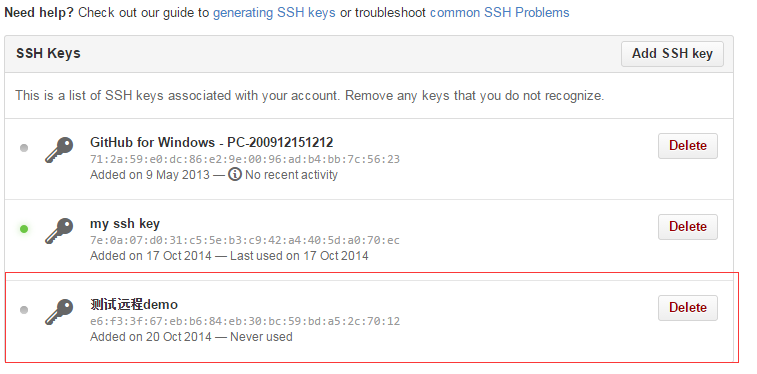 Need help? Check out our guide to generating SSH keys or troubleshoot common SSH Problems
SSH Keys
Add SSH key
This is a list of SSH keys associated with your account. Remove any keys that you do not recognize.
GitHub for Windows - PC-200912151212
71:2a:59:e0:dc:86:e2:9e:00:96:ad:b4:bb:7c:56:23
Added on 9 May 2013 — No recent activity
Delete
my ssh key
7e:0a:07:d0:31:c5:5e:b3:c9:42:a4:40:5d:a0:70:ec
Added on 17 Oct 2014 — Last used on 17 Oct 2014
Delete
测试远程demo
e6:f3:3f:67:eb:b6:84:eb:30:bc:59:bd:a5:2c:70:12
Added on 20 Oct 2014 — Never used
Delete